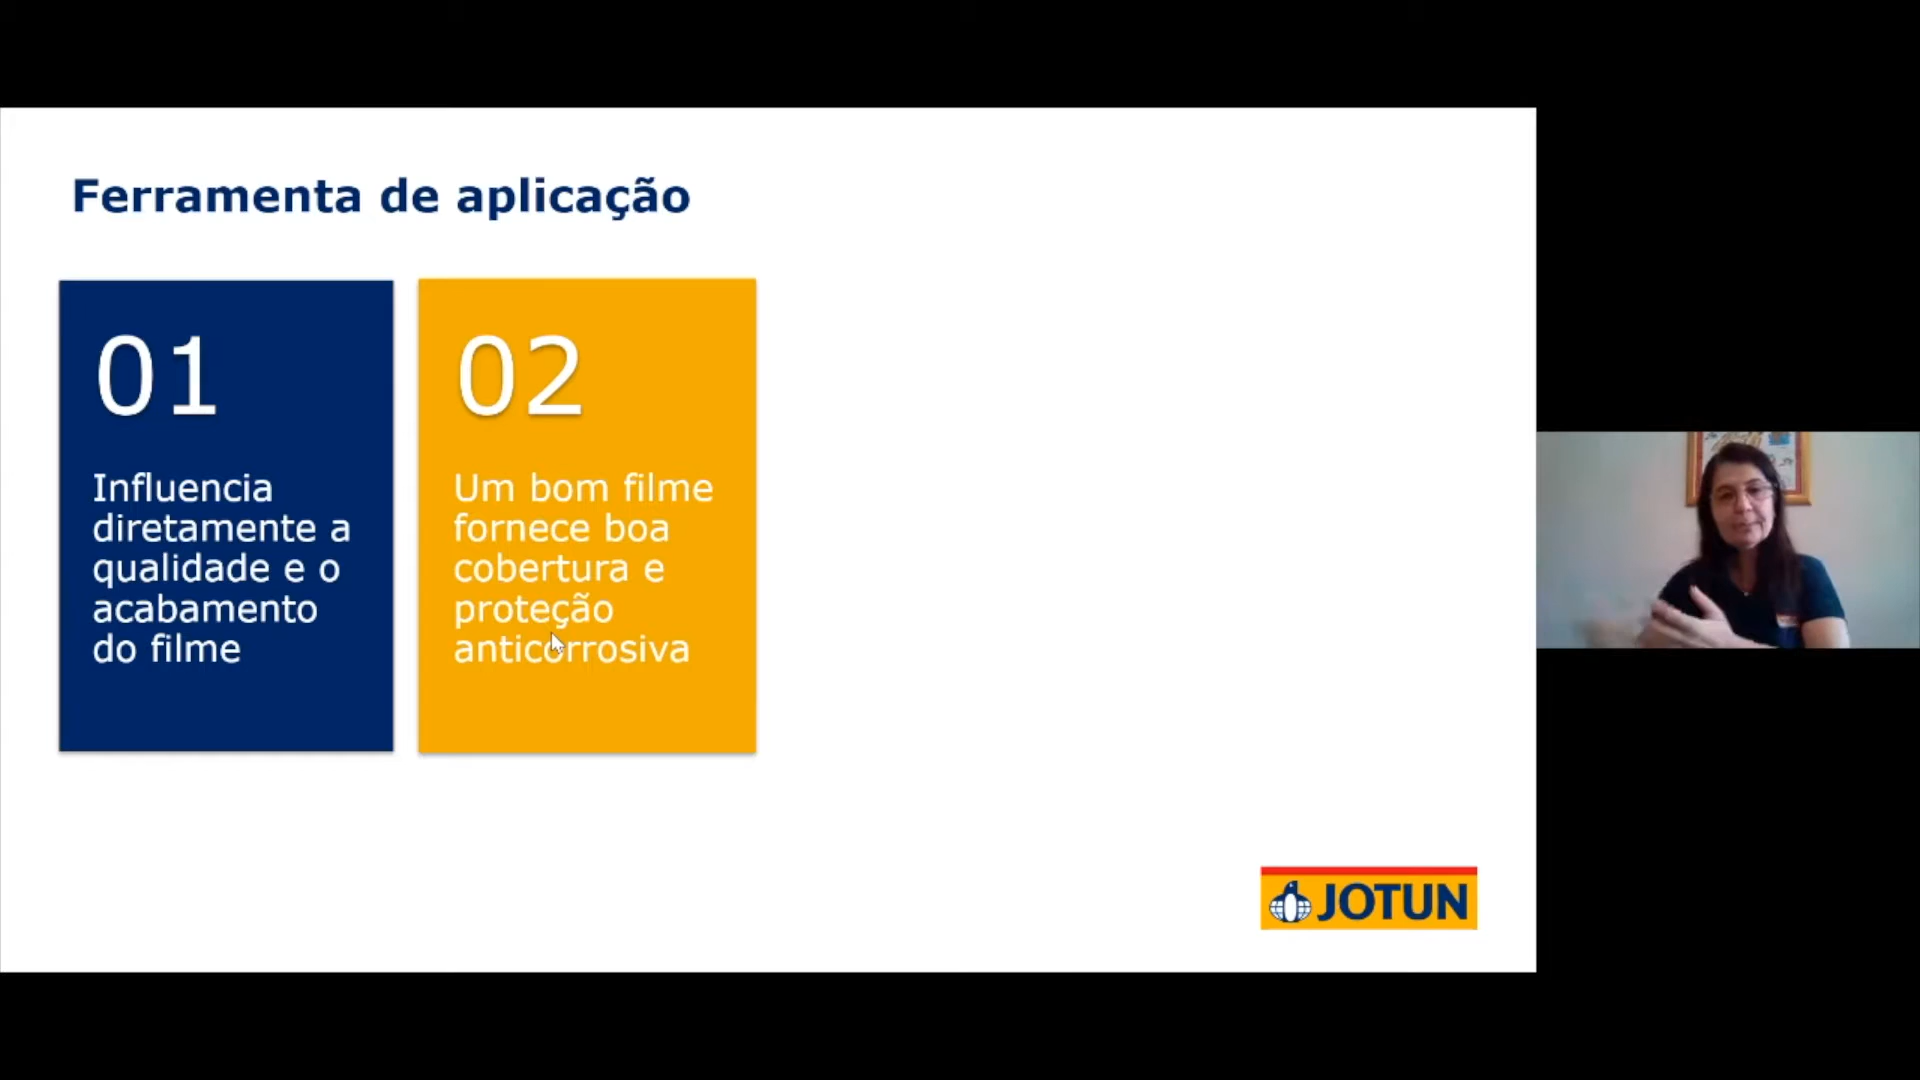 Ferramenta de aplicação
01
Influencia
diretamente a
qualidade e o
acabamento
do filme
02
Um bom filme
fornece boa
cobertura e
proteção
anticorrosiva
JOTUN